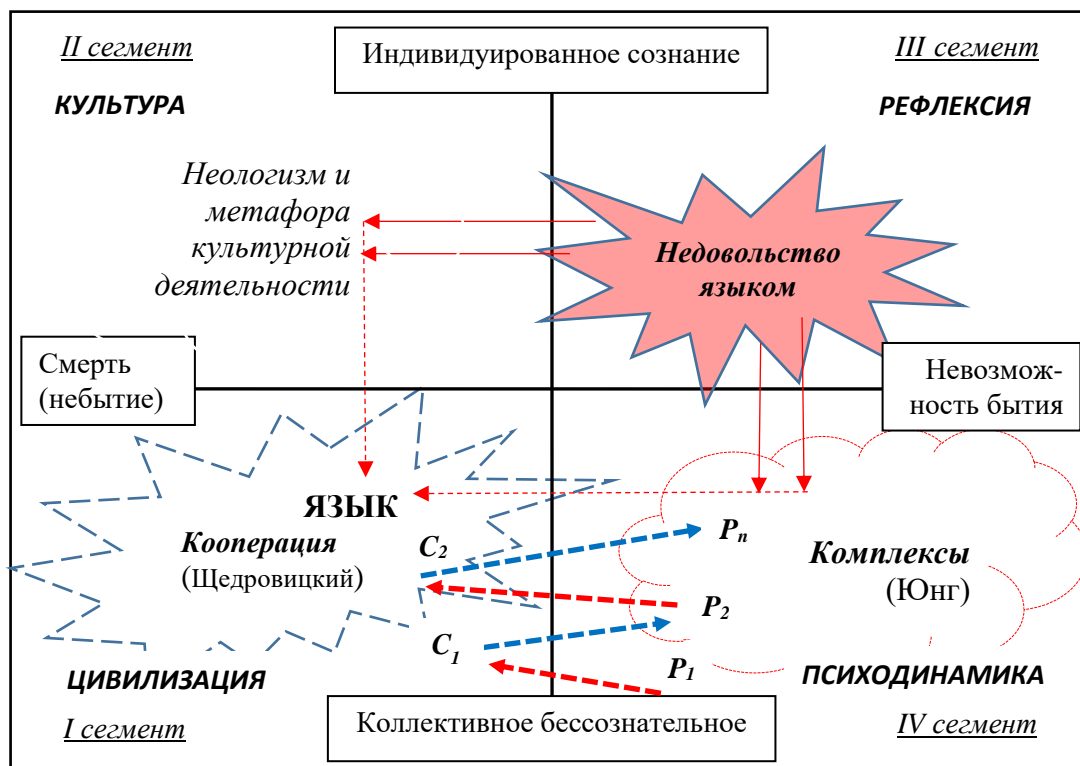 II сегмент
Индивидуированное сознание
III сегмент
КУЛЬТУРА
РЕФЛЕКСИЯ
Неологизм и
метафора
культурной
деятельности
Недовольство
языком
Смерть
(небытие)
Невозмож-
ность бытия
ЯЗЫК
Кооперация
(Щедровицкий)
C2
Pn
Комплексы
(Юнг)
P2
C1
P1
ЦИВИЛИЗАЦИЯ
ПСИХОДИНАМИКА
I сегмент
Коллективное бессознательное
IV сегмент